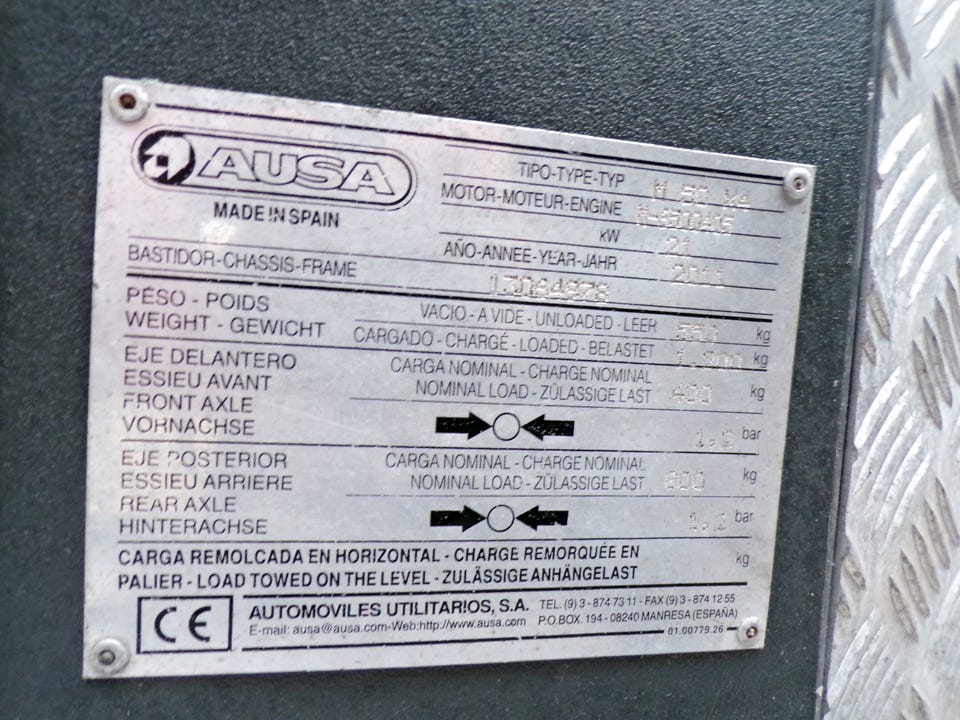 AUSA
MADE IN SPAIN
TIPO-TYPE-TYP M 50
MOTOR-MOTEUR-ENGINE
kW 21
AÑO-ANNEE-YEAR-JAHR 2011
BASTIDOR-CHASSIS-FRAME
PESO - POIDS
WEIGHT - GEWICHT
VACIO - A VIDE - UNLOADED - LEER kg
CARGADO - CHARGÉ - LOADED - BELASTET kg
EJE DELANTERO
ESSIEU AVANT
FRONT AXLE
VORNACHSE
CARGA NOMINAL - CHARGE NOMINAL
NOMINAL LOAD - ZÜLASSIGE LAST 400 kg
bar
EJE POSTERIOR
ESSIEU ARRIERE
REAR AXLE
HINTERACHSE
CARGA NOMINAL - CHARGE NOMINAL
NOMINAL LOAD - ZÜLASSIGE LAST kg
bar
CARGA REMOLCADA EN HORIZONTAL - CHARGE REMORQUÉE EN
PALIER - LOAD TOWED ON THE LEVEL - ZULÄSSIGE ANHÄNGELAST kg
CE
AUTOMOVILES UTILITARIOS, S.A.
E-mail: ausa@ausa.com-Web:http://www.ausa.com
TEL. (9) 3 - 874 73 11 - FAX (9) 3 - 874 12 55
P.O.BOX. 194 - 08240 MANRESA (ESPAÑA)
01.00779.26